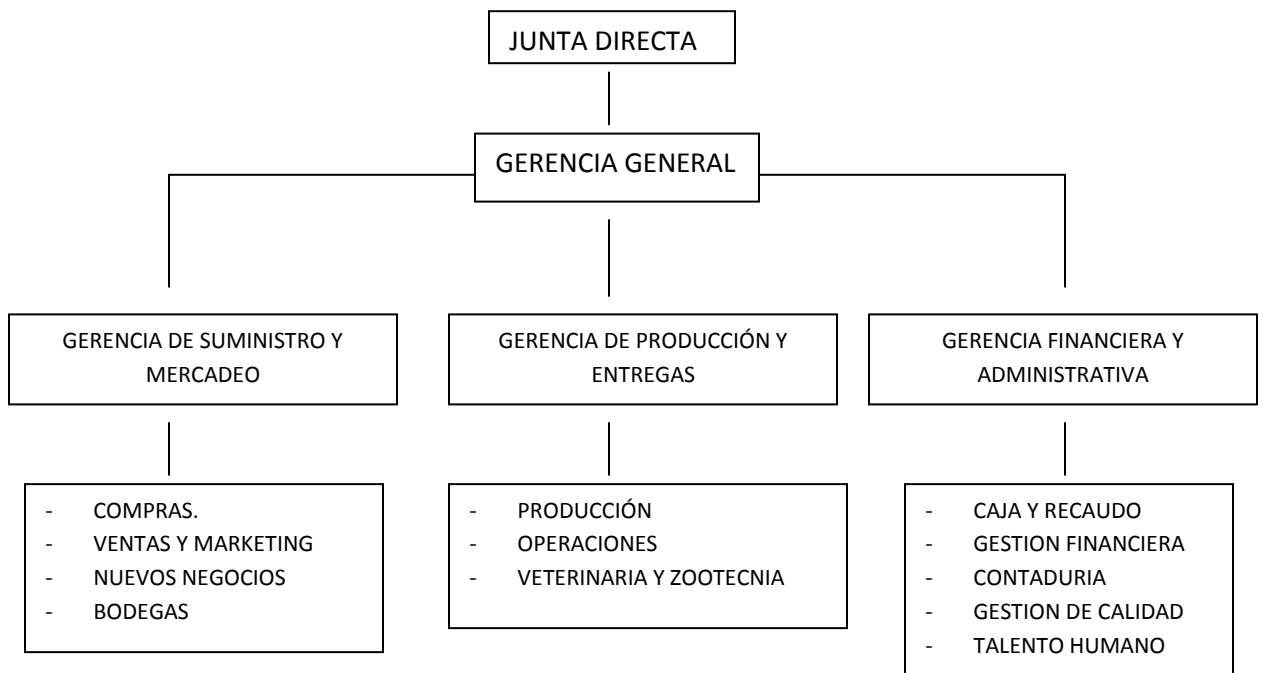 JUNTA DIRECTA
GERENCIA GENERAL
GERENCIA DE SUMINISTRO Y
MERCADEO
GERENCIA DE PRODUCCIÓN Y
ENTREGAS
GERENCIA FINANCIERA Y
ADMINISTRATIVA
- COMPRAS.
- VENTAS Y MARKETING
- NUEVOS NEGOCIOS
- BODEGAS
- PRODUCCIÓN
- OPERACIONES
- VETERINARIA Y ZOOTECNIA
- CAJA Y RECAUDO
- GESTION FINANCIERA
- CONTADURIA
- GESTION DE CALIDAD
- TALENTO HUMANO